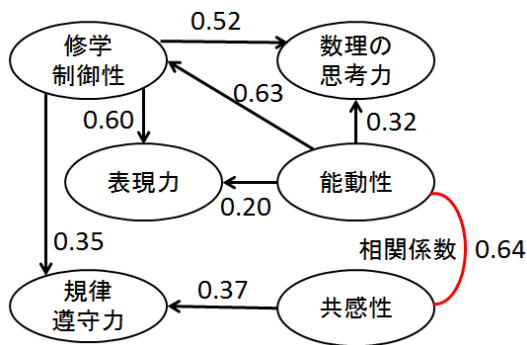 0.52
修学
制御性
数理の
思考力
0.63
0.60
0.32
表現力
能動性
0.20
0.35
相関係数 0.64
規律
遵守力
0.37
共感性